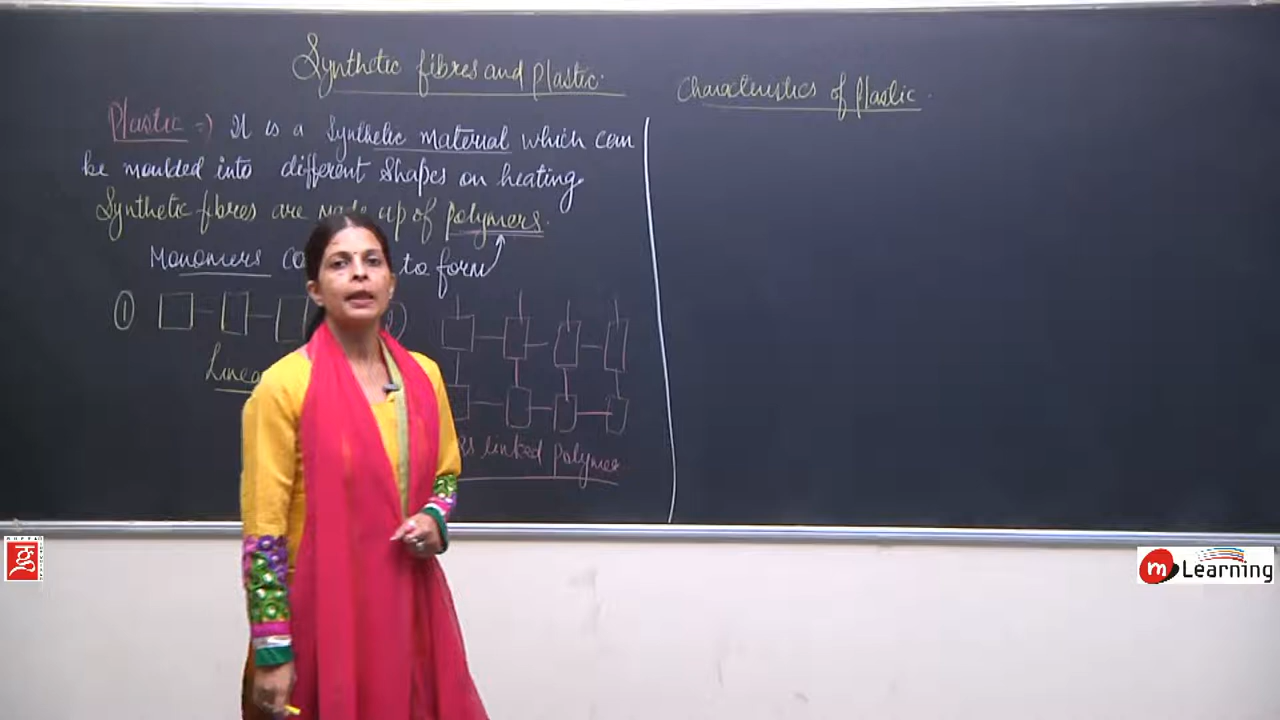 Synthetic fibres and Plastic.
Plastic => It is a synthetic material which can
be moulded into different shapes on heating.
Synthetic fibres are made up of polymers.
Monomers to form
①
linked polymer.
Characteristics of Plastic.
m Learning